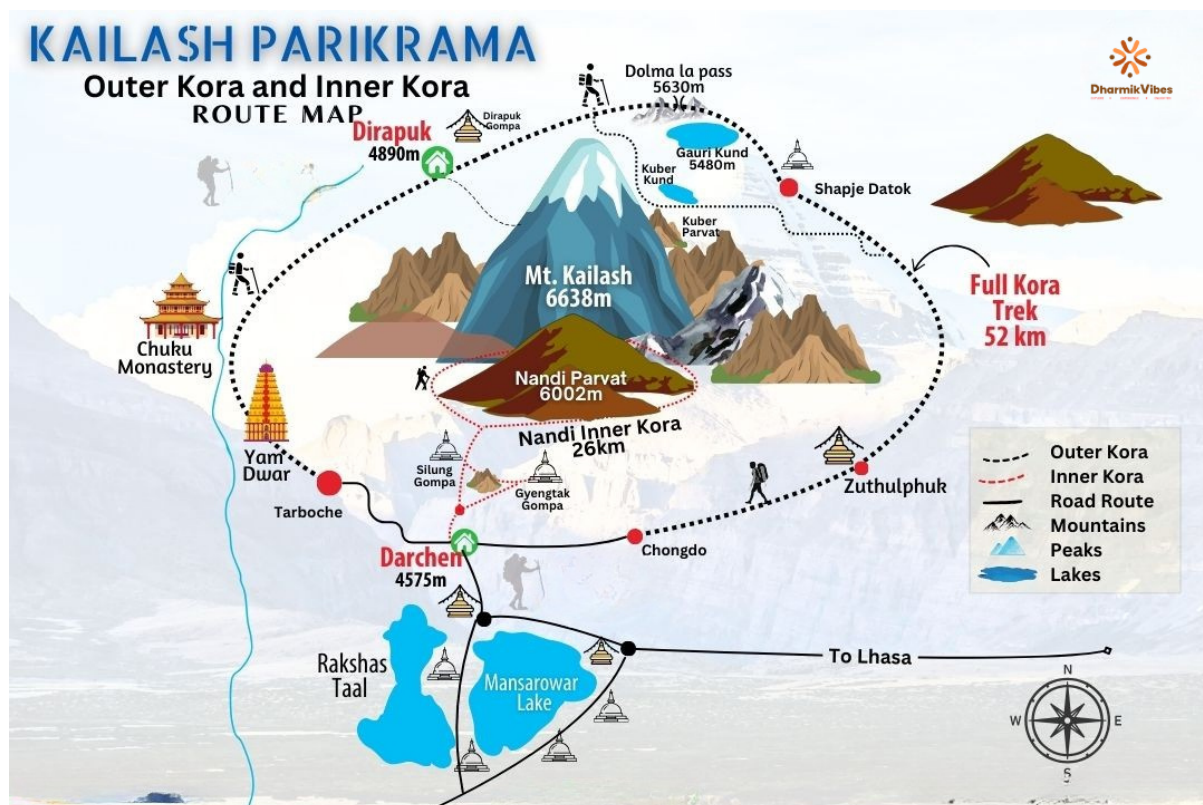 KAILASH PARIKRAMA
Outer Kora and Inner Kora
ROUTE MAP
DharmikVibes
Dolma la pass
5630m
Dirapuk
4890m
Dirapuk
Gompa
Gauri Kund
5480m
Kuber
Kund
Shapje Datok
Kuber
Parvat
Mt. Kailash
6638m
Full Kora
Trek
52 km
Chuku
Monastery
Nandi Parvat
6002m
Nandi Inner Kora
26km
Yam
Dwar
Silung
Gompa
Gyengtak
Gompa
Zuthulphuk
Tarboche
Chongdo
Darchen
4575m
Outer Kora
Inner Kora
Road Route
Mountains
Peaks
Lakes
Rakshas
Taal
Mansarowar
Lake
To Lhasa
N
W
E
S